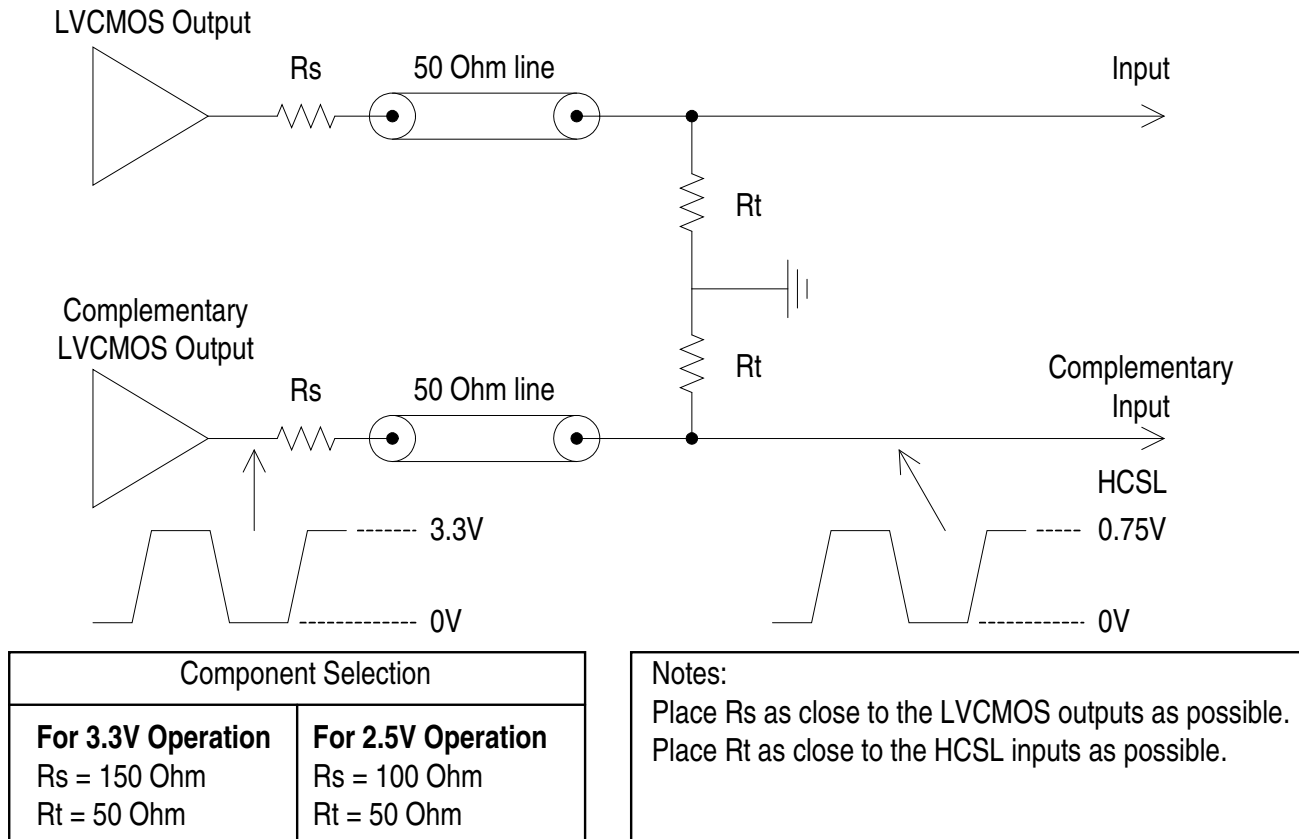 LVCMOS Output
Rs
50 Ohm line
Input
Rt
Complementary
LVCMOS Output
Rs
50 Ohm line
Rt
Complementary
Input
HCSL
3.3V
0V
0.75V
0V
Component Selection
For 3.3V Operation
Rs = 150 Ohm
Rt = 50 Ohm
For 2.5V Operation
Rs = 100 Ohm
Rt = 50 Ohm
Notes:
Place Rs as close to the LVCMOS outputs as possible.
Place Rt as close to the HCSL inputs as possible.